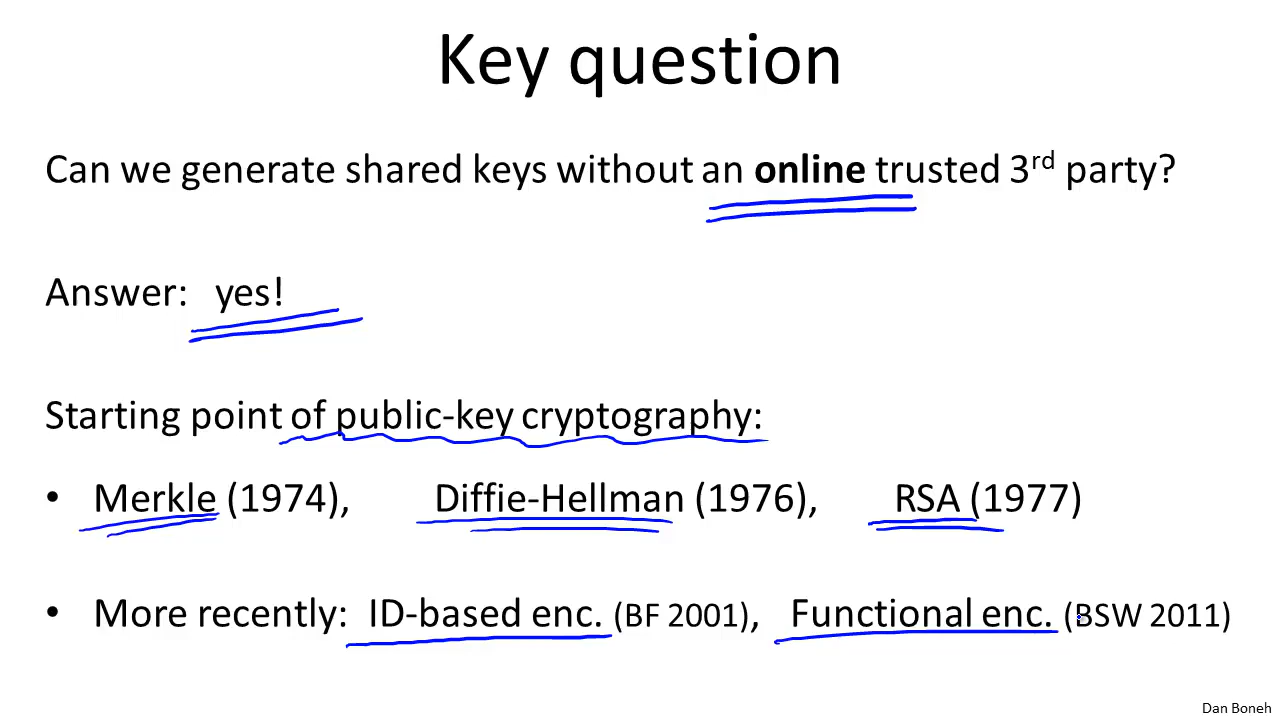 Key question
Can we generate shared keys without an online trusted 3rd party?
Answer: yes!
Starting point of public-key cryptography:
• Merkle (1974), Diffie-Hellman (1976), RSA (1977)
• More recently: ID-based enc. (BF 2001), Functional enc. (BSW 2011)
Dan Boneh